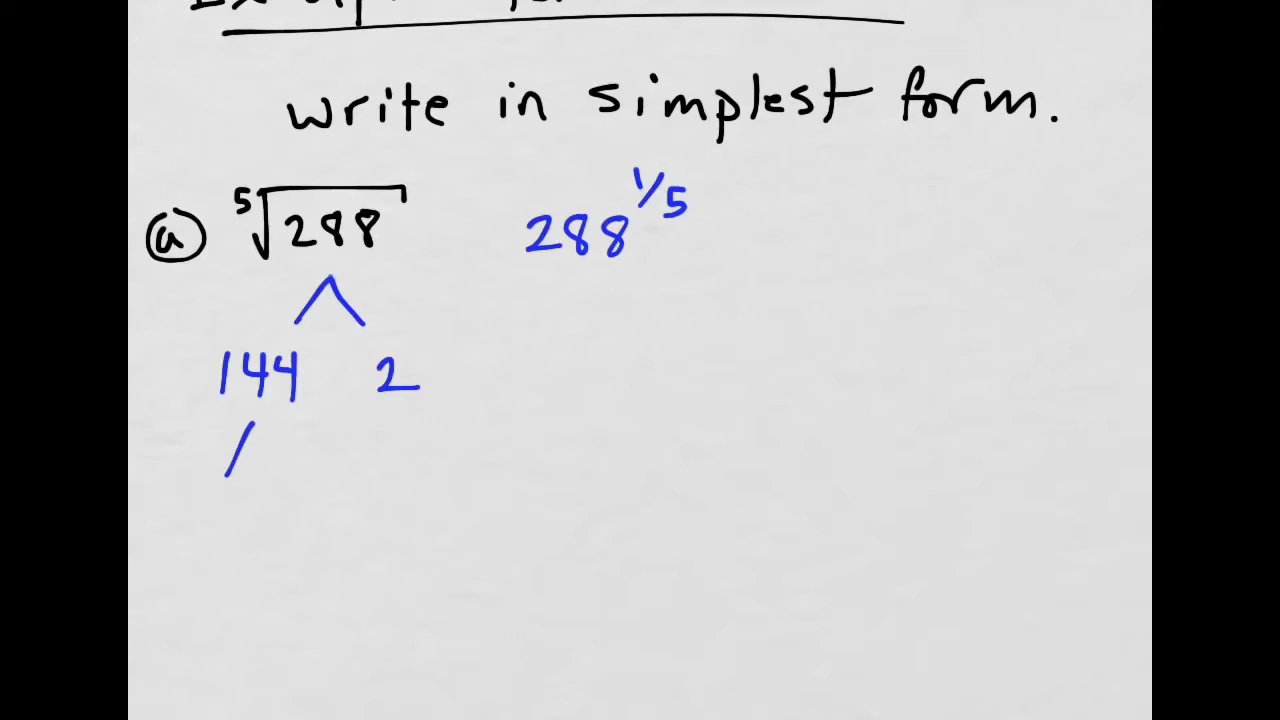 write in simplest form.
ⓐ ⁵√288 288^1/5
144 2